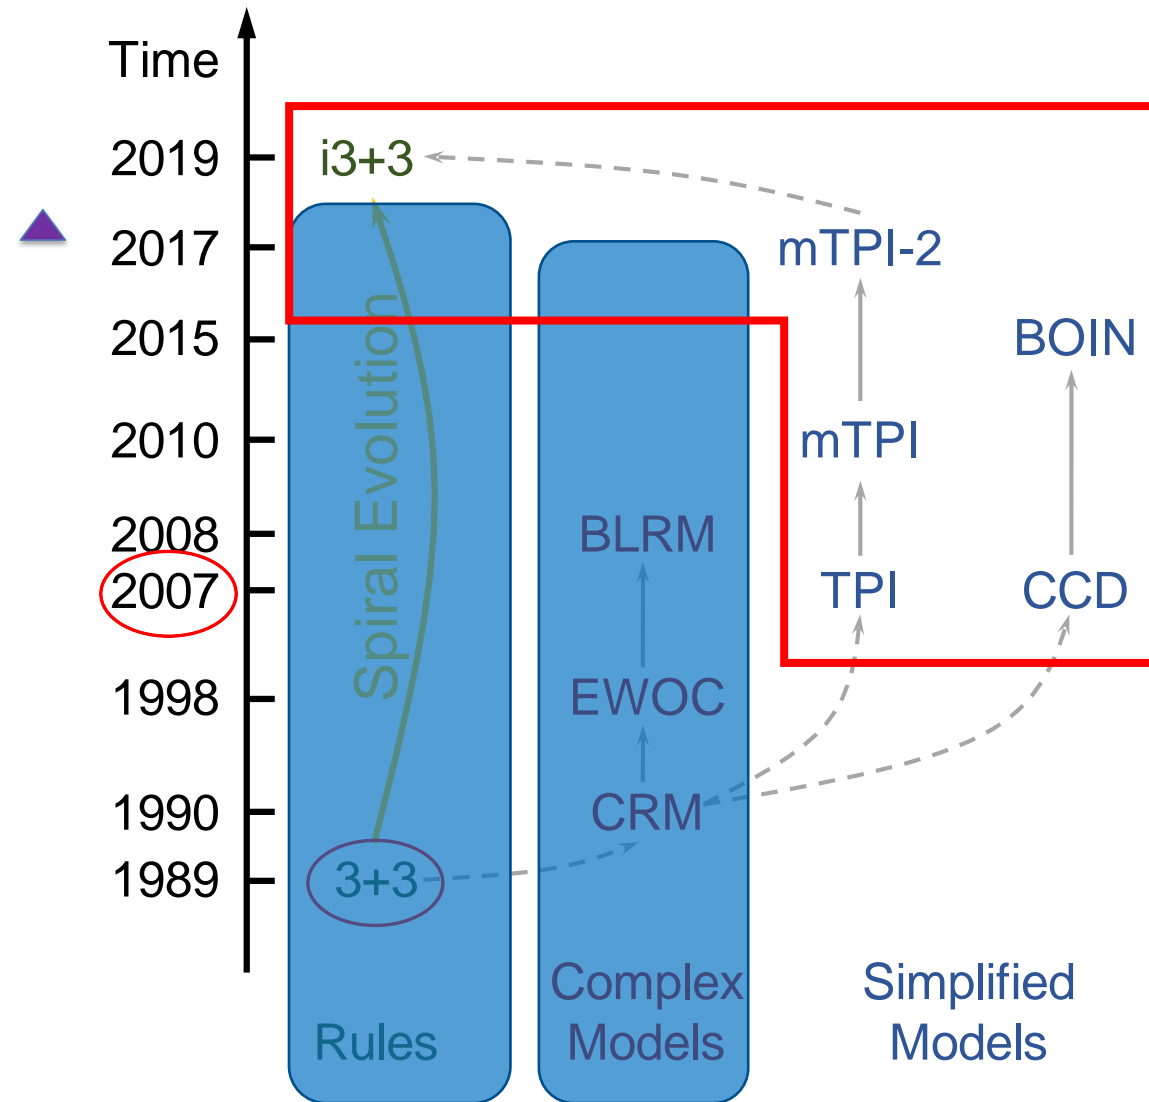 Time
2019
i3+3
2017
mTPI-2
2015
BOIN
Spiral Evolution
2010
mTPI
2008
BLRM
2007
TPI
CCD
1998
EWOC
1990
CRM
1989
3+3
Rules
Complex
Models
Simplified
Models